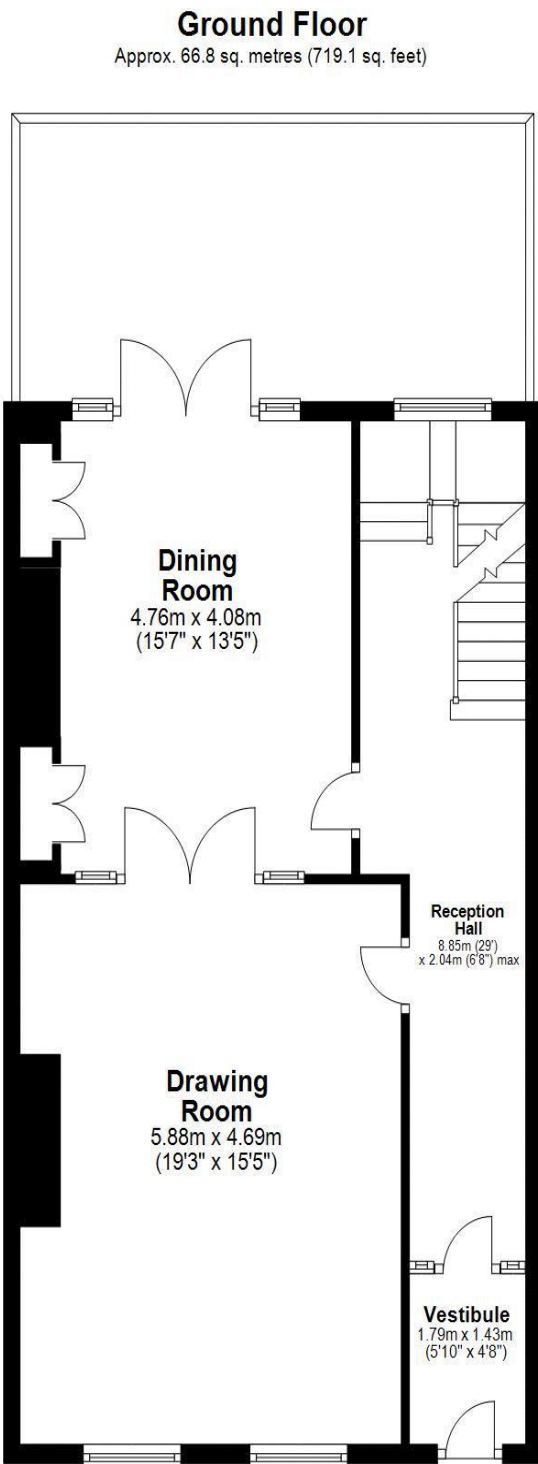 Ground Floor
Approx. 66.8 sq. metres (719.1 sq. feet)
Dining
Room
4.76m x 4.08m
(15'7" x 13'5")
Reception
Hall
8.85m (29')
x 2.04m (6'8") max
Drawing
Room
5.88m x 4.69m
(19'3" x 15'5")
Vestibule
1.79m x 1.43m
(5'10" x 4'8")